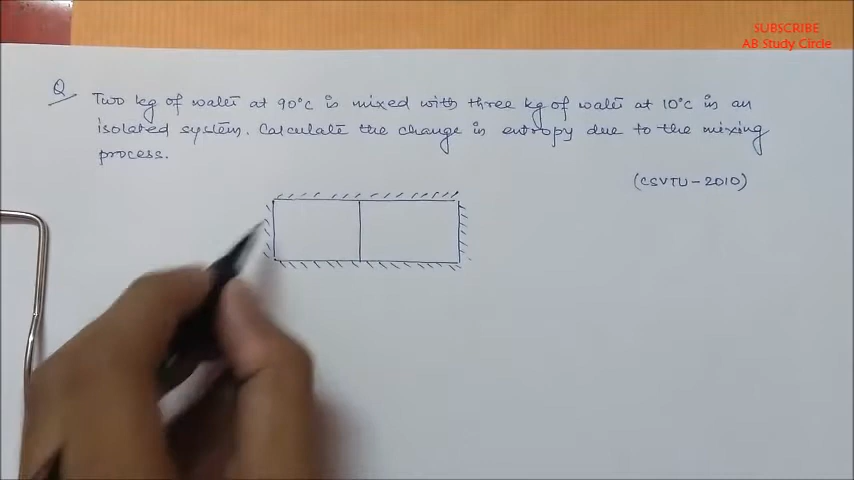 SUBSCRIBE
AB Study Circle
Q Two kg of water at 90°c is mixed with three kg of water at 10°c in an
isolated system. Calculate the change in entropy due to the mixing
process.
(CSVTU-2010)